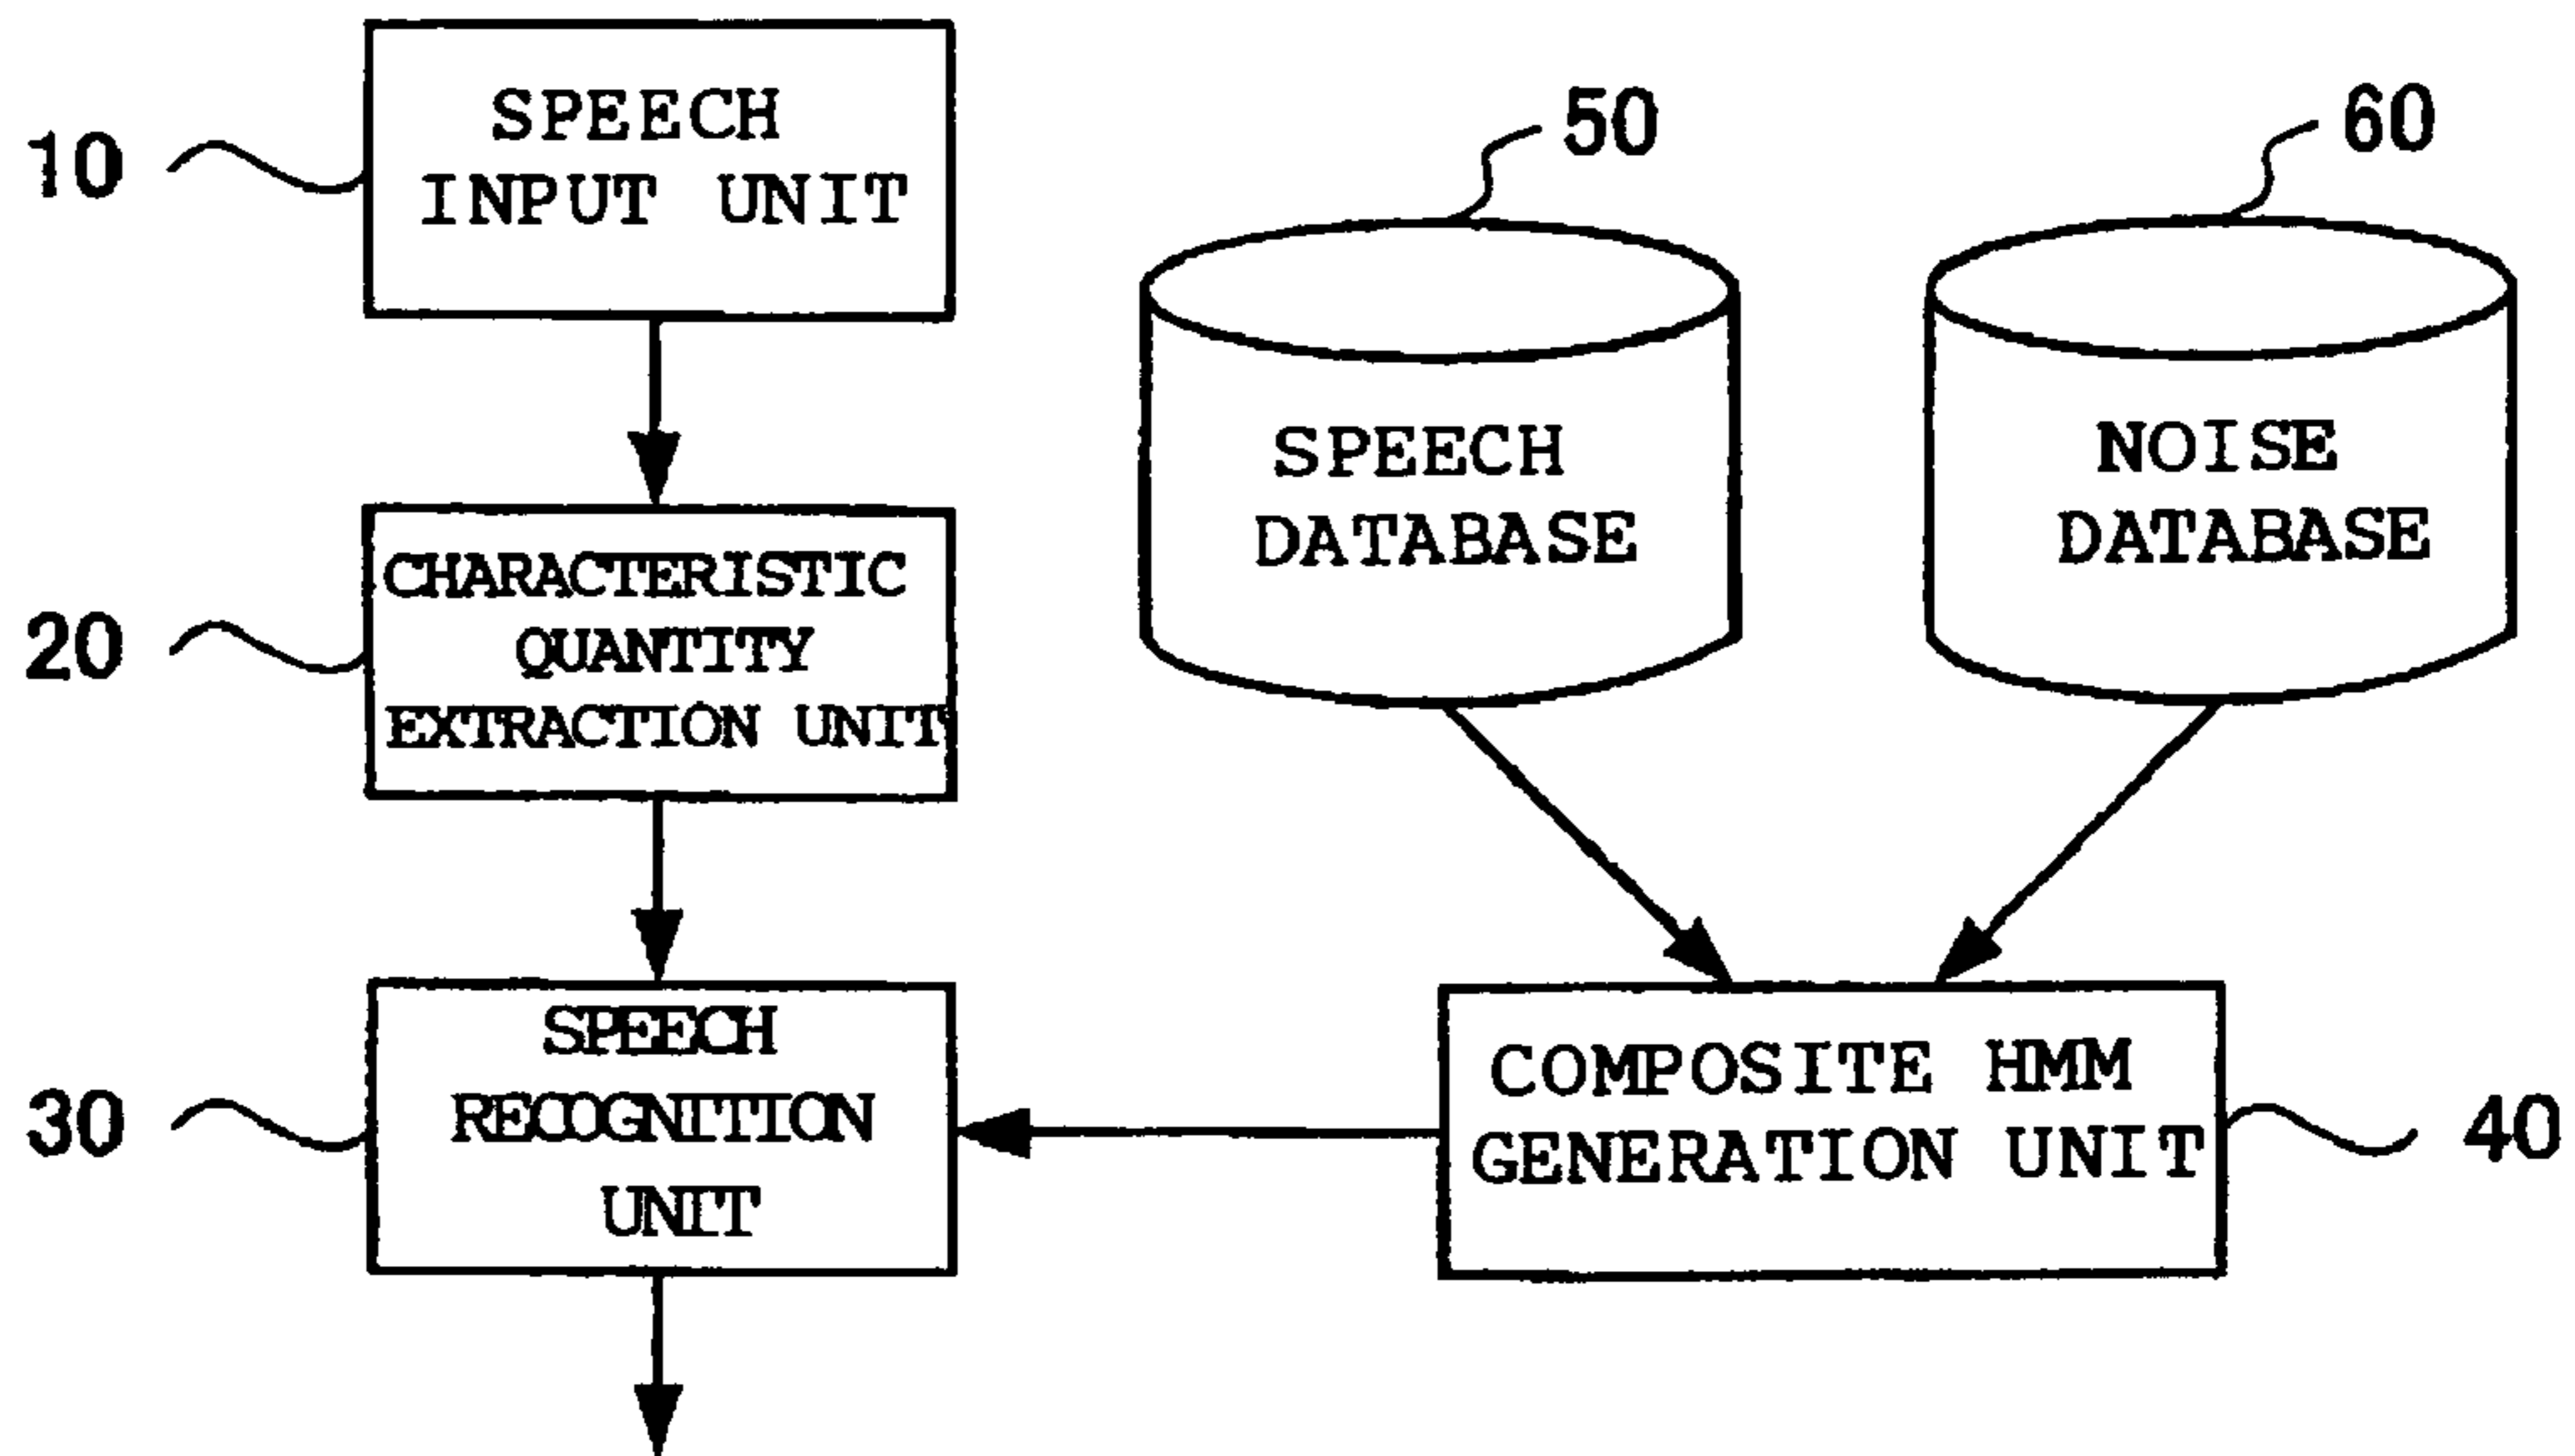 10
SPEECH
INPUT UNIT
50
60
SPEECH
DATABASE
NOISE
DATABASE
20
CHARACTERISTIC
QUANTITY
EXTRACTION UNIT
30
SPEECH
RECOGNITION
UNIT
COMPOSITE HMM
GENERATION UNIT
40